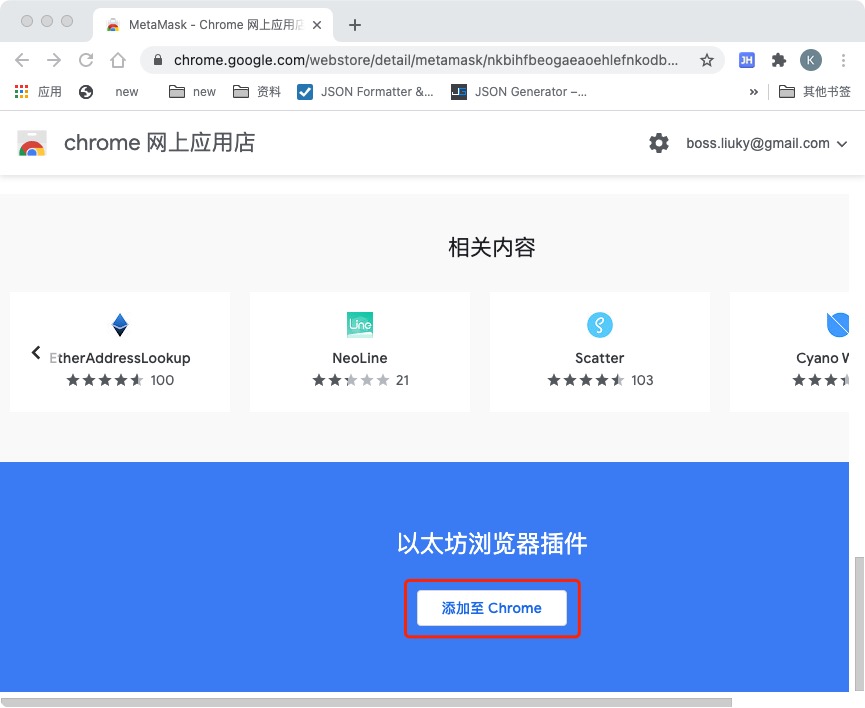 MetaMask - Chrome 网上应用店
chrome.google.com/webstore/detail/metamask/nkbihfbeogaeaoehlefnkodb...
JH
K
应用
new
new
资料
JSON Formatter &...
JSON Generator –...
»
其他书签
chrome 网上应用店
boss.liuky@gmail.com
相关内容
EtherAddressLookup
100
Line
NeoLine
21
Scatter
103
Cyano W
以太坊浏览器插件
添加至 Chrome